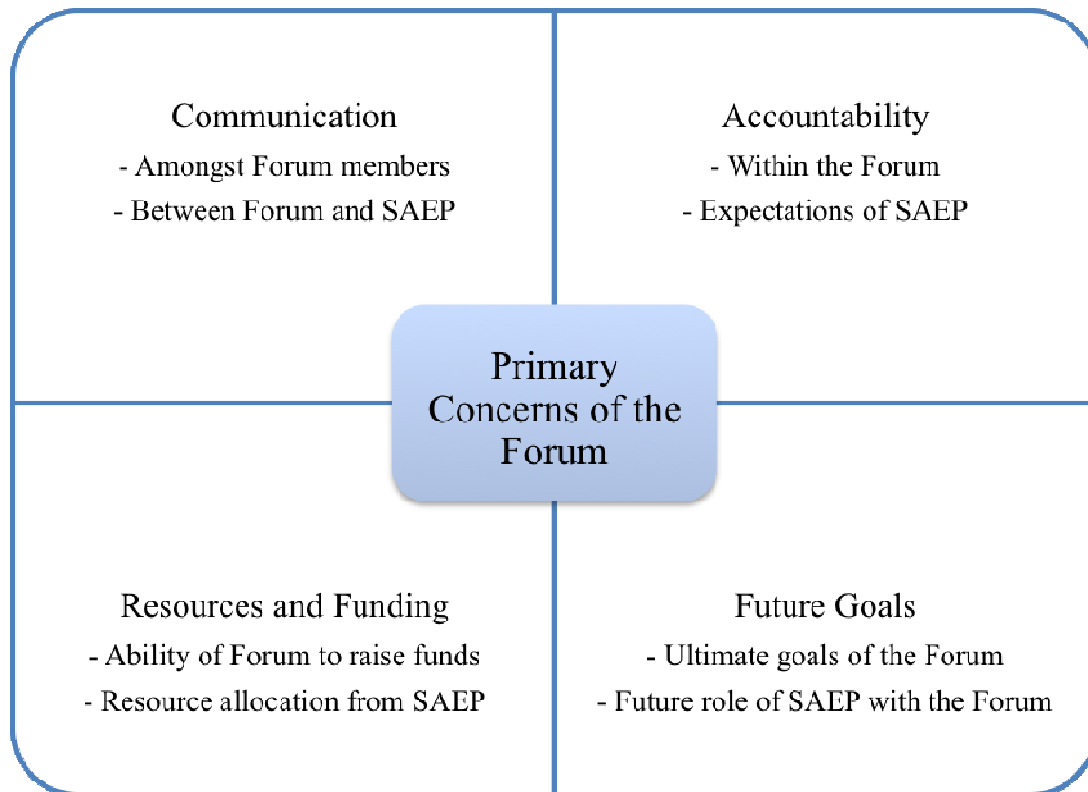 Communication
- Amongst Forum members
- Between Forum and SAEP
Accountability
- Within the Forum
- Expectations of SAEP
Primary
Concerns of the
Forum
Resources and Funding
- Ability of Forum to raise funds
- Resource allocation from SAEP
Future Goals
- Ultimate goals of the Forum
- Future role of SAEP with the Forum